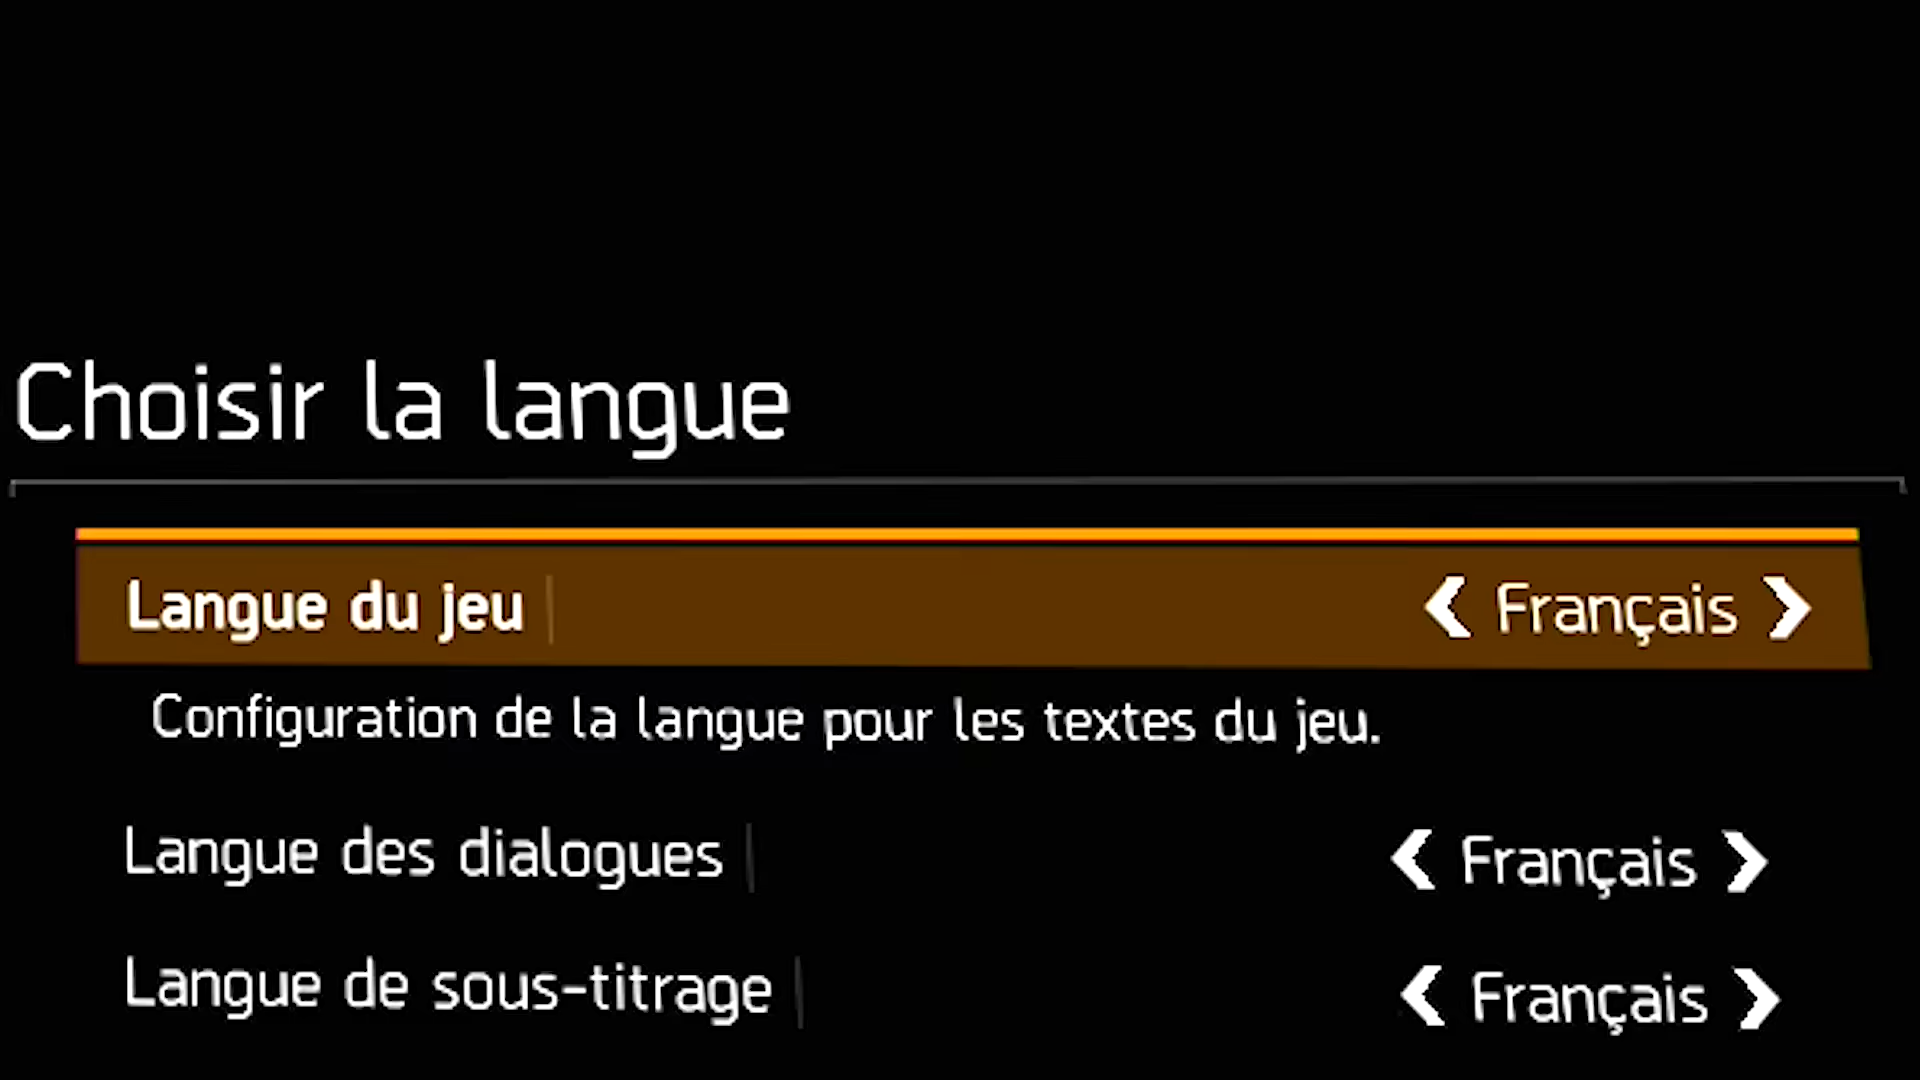 Choisir la langue
Langue du jeu Français
Configuration de la langue pour les textes du jeu.
Langue des dialogues Français
Langue de sous-titrage Français